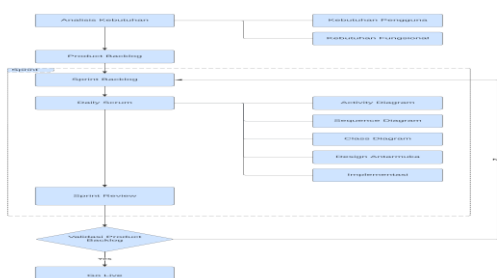 Analisis Kebutuhan
Kebutuhan Pengguna
Kebutuhan Fungsional
Product Backlog
Sprint
Sprint Backlog
Daily Scrum
Activity Diagram
Sequence Diagram
Class Diagram
Design Antarmuka
Implementasi
Sprint Review
Validasi Product
Backlog
Go Live